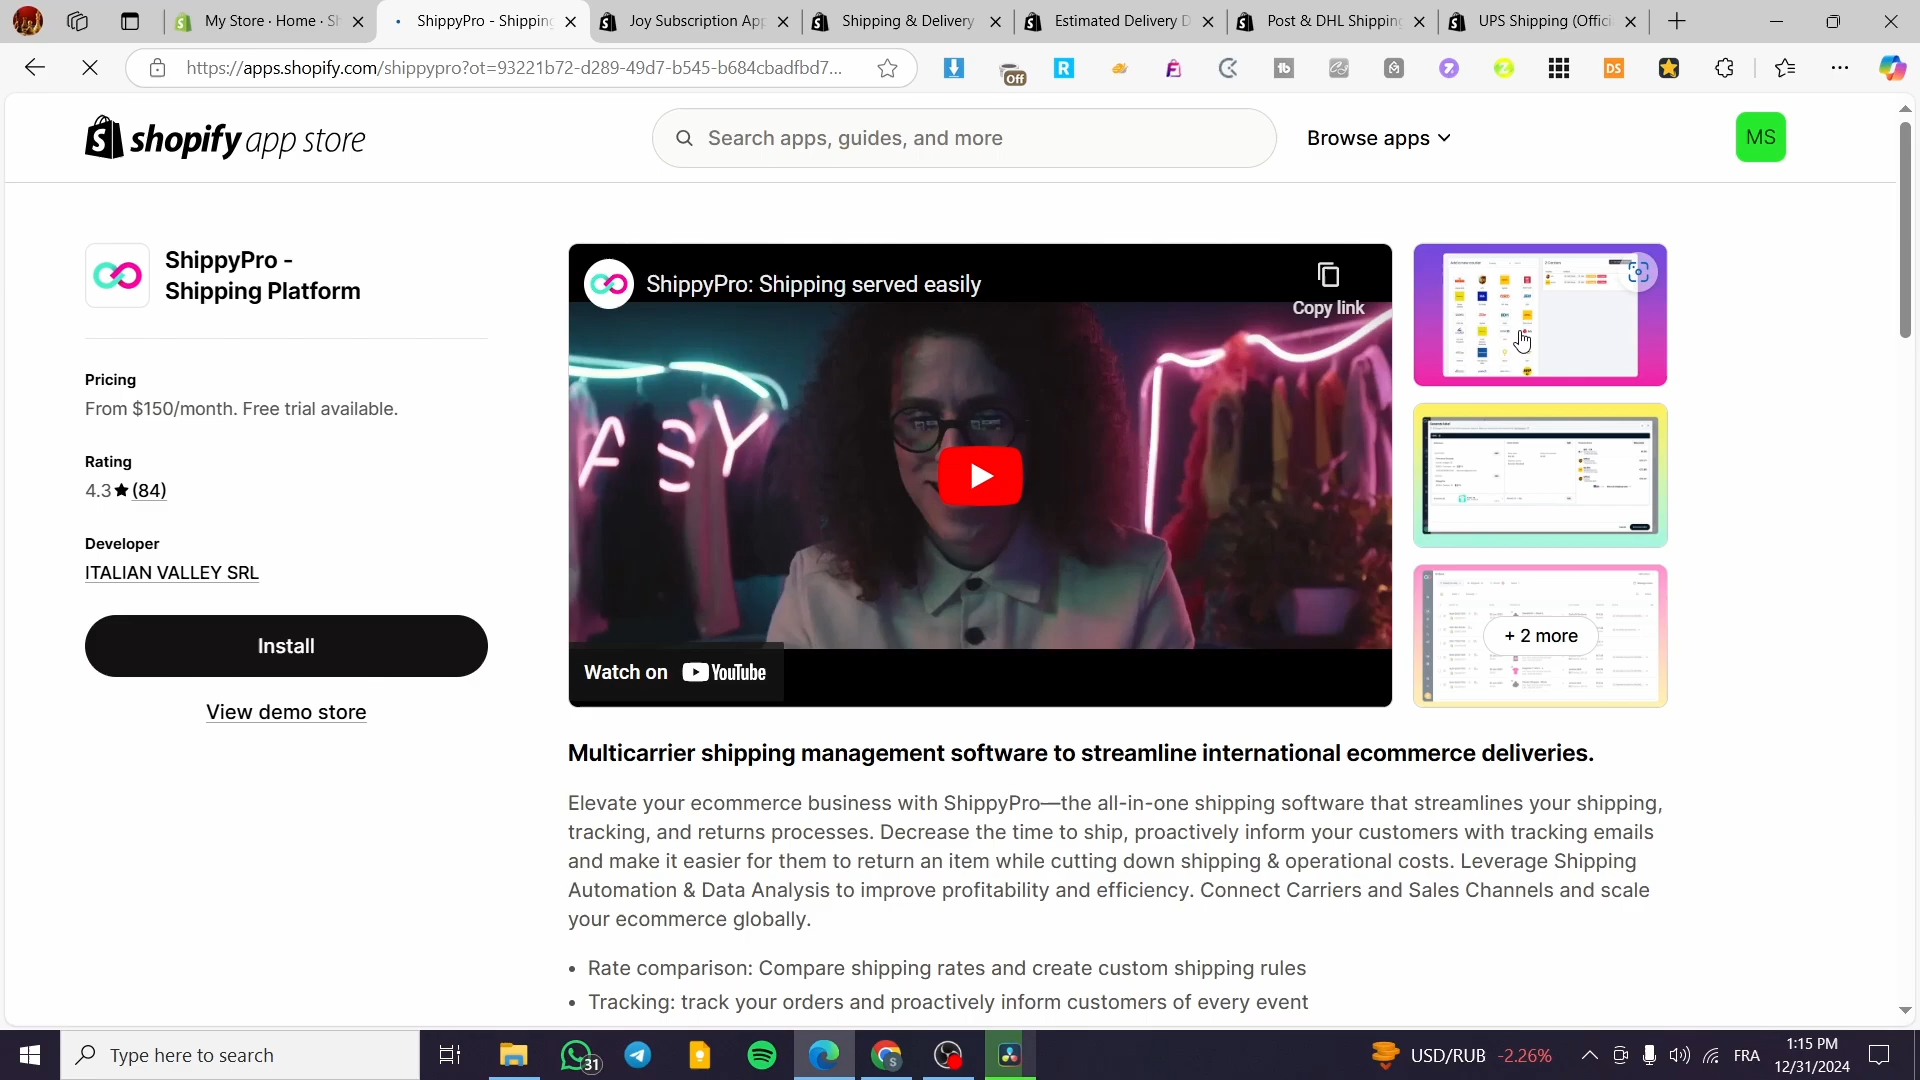 My Store · Home · Sh
ShippyPro - Shipping
Joy Subscription App
Shipping & Delivery
Estimated Delivery D
Post & DHL Shipping
UPS Shipping (Offici
https://apps.shopify.com/shippypro?ot=93221b72-d289-49d7-b545-b684cbadfbd7...
Off
shopify app store
Search apps, guides, and more
Browse apps
MS
ShippyPro -
Shipping Platform
Pricing
From $150/month. Free trial available.
Rating
4.3★ (84)
Developer
ITALIAN VALLEY SRL
Install
View demo store
ShippyPro: Shipping served easily
Copy link
ASY
Watch on YouTube
+ 2 more
Multicarrier shipping management software to streamline international ecommerce deliveries.
Elevate your ecommerce business with ShippyPro—the all-in-one shipping software that streamlines your shipping,
tracking, and returns processes. Decrease the time to ship, proactively inform your customers with tracking emails
and make it easier for them to return an item while cutting down shipping & operational costs. Leverage Shipping
Automation & Data Analysis to improve profitability and efficiency. Connect Carriers and Sales Channels and scale
your ecommerce globally.
• Rate comparison: Compare shipping rates and create custom shipping rules
• Tracking: track your orders and proactively inform customers of every event
Type here to search
31
USD/RUB -2.26%
FRA
1:15 PM
12/31/2024